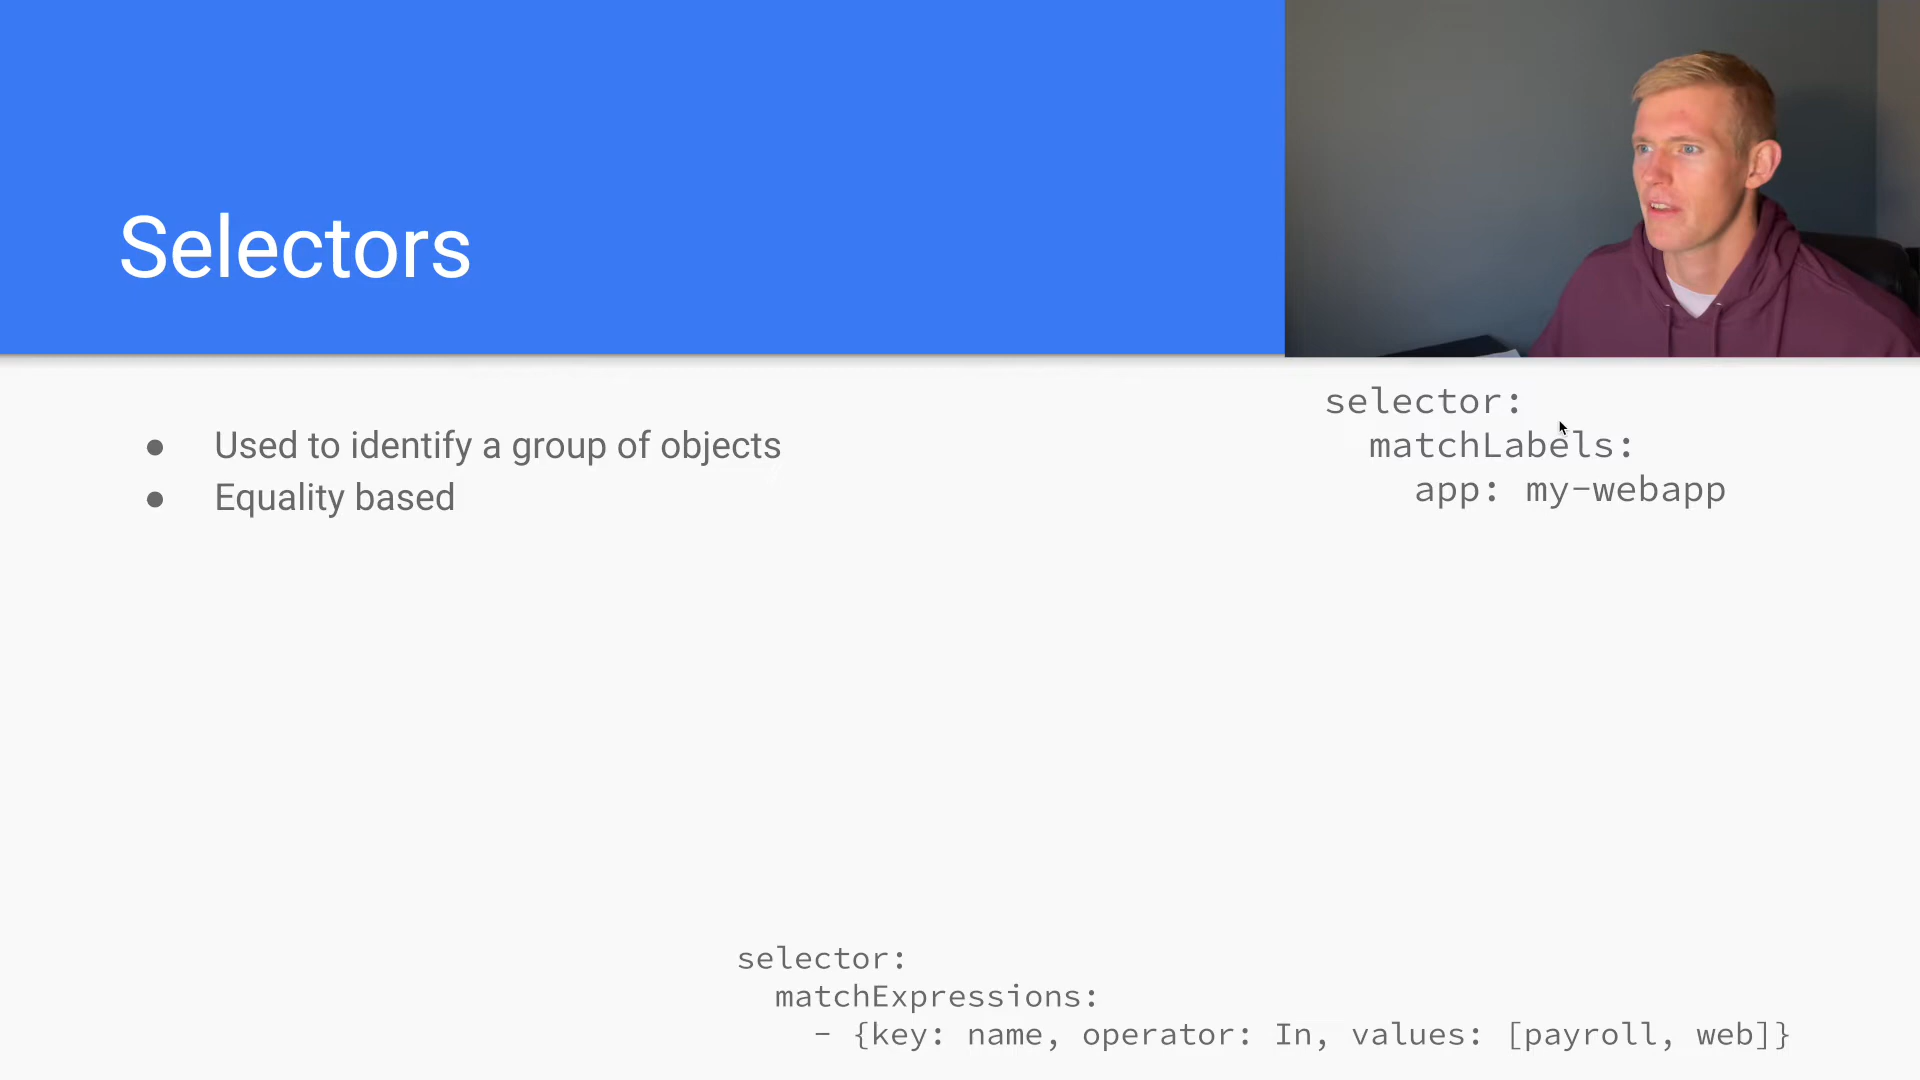 Selectors
● Used to identify a group of objects
● Equality based
selector:
  matchLabels:
    app: my-webapp
selector:
  matchExpressions:
    - {key: name, operator: In, values: [payroll, web]}